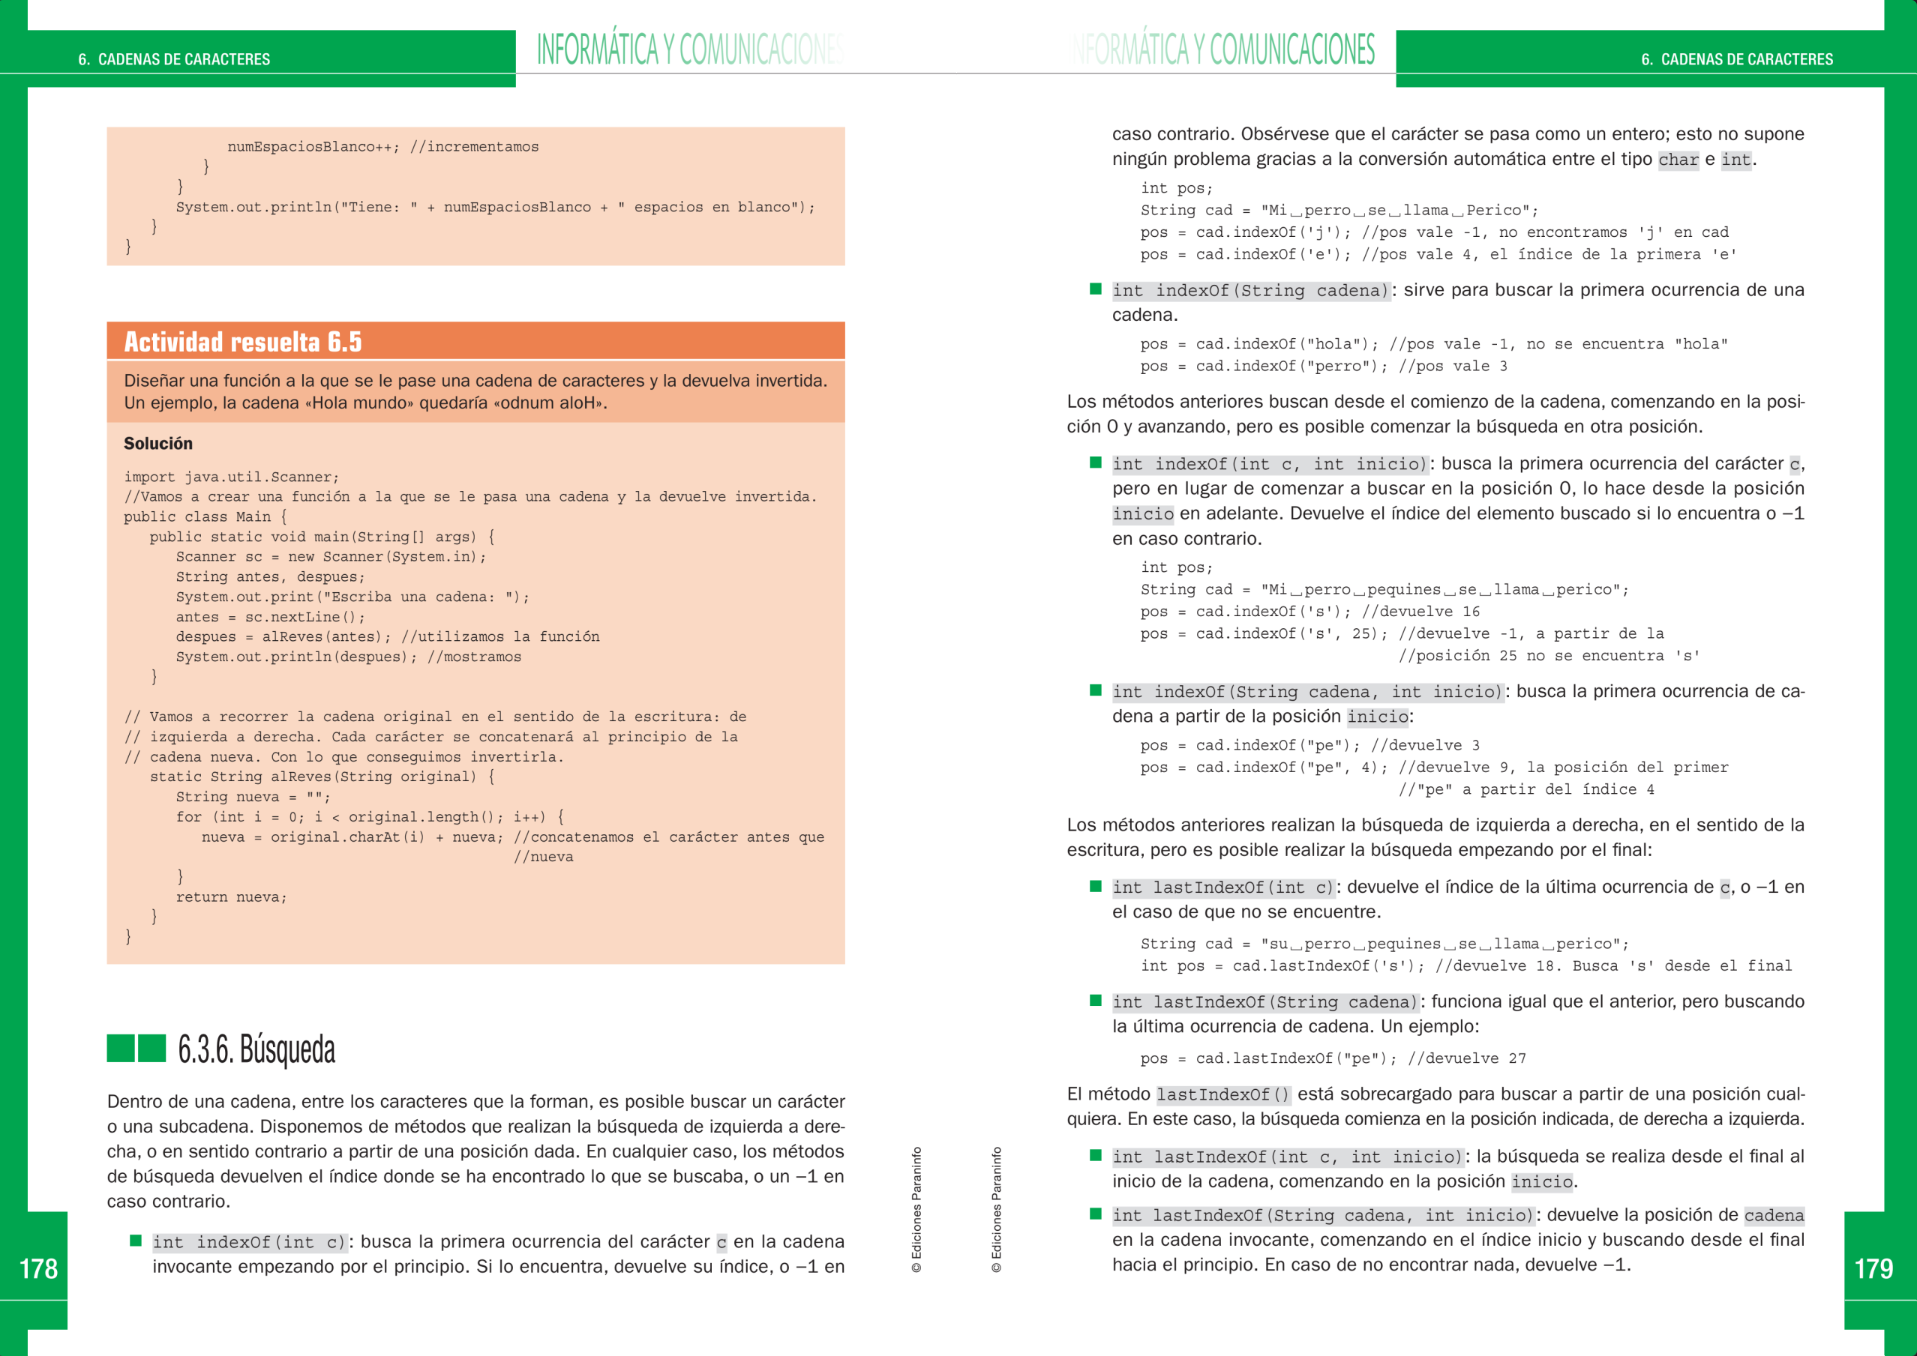 6. CADENAS DE CARACTERES
INFORMÁTICA Y COMUNICACIONES
numEspaciosBlanco++; //incrementamos
}
}
System.out.println("Tiene: " + numEspaciosBlanco + " espacios en blanco");
}
}
Actividad resuelta 6.5
Diseñar una función a la que se le pase una cadena de caracteres y la devuelva invertida.
Un ejemplo, la cadena «Hola mundo» quedaría «odnum aloH».
Solución
import java.util.Scanner;
//Vamos a crear una función a la que se le pasa una cadena y la devuelve invertida.
public class Main {
public static void main(String[] args) {
Scanner sc = new Scanner(System.in);
String antes, despues;
System.out.print("Escriba una cadena: ");
antes = sc.nextLine();
despues = alReves(antes); //utilizamos la función
System.out.println(despues); //mostramos
}
// Vamos a recorrer la cadena original en el sentido de la escritura: de
// izquierda a derecha. Cada carácter se concatenará al principio de la
// cadena nueva. Con lo que conseguimos invertirla.
static String alReves(String original) {
String nueva = "";
for (int i = 0; i < original.length(); i++) {
nueva = original.charAt(i) + nueva; //concatenamos el carácter antes que
//nueva
}
return nueva;
}
}
6.3.6. Búsqueda
Dentro de una cadena, entre los caracteres que la forman, es posible buscar un carácter
o una subcadena. Disponemos de métodos que realizan la búsqueda de izquierda a dere-
cha, o en sentido contrario a partir de una posición dada. En cualquier caso, los métodos
de búsqueda devuelven el índice donde se ha encontrado lo que se buscaba, o un –1 en
caso contrario.
int indexOf(int c): busca la primera ocurrencia del carácter c en la cadena
invocante empezando por el principio. Si lo encuentra, devuelve su índice, o –1 en
178
© Ediciones Paraninfo
INFORMÁTICA Y COMUNICACIONES
6. CADENAS DE CARACTERES
caso contrario. Obsérvese que el carácter se pasa como un entero; esto no supone
ningún problema gracias a la conversión automática entre el tipo char e int.
int pos;
String cad = "Mi␣perro␣se␣llama␣Perico";
pos = cad.indexOf('j'); //pos vale -1, no encontramos 'j' en cad
pos = cad.indexOf('e'); //pos vale 4, el índice de la primera 'e'
int indexOf(String cadena): sirve para buscar la primera ocurrencia de una
cadena.
pos = cad.indexOf("hola"); //pos vale -1, no se encuentra "hola"
pos = cad.indexOf("perro"); //pos vale 3
Los métodos anteriores buscan desde el comienzo de la cadena, comenzando en la posi-
ción 0 y avanzando, pero es posible comenzar la búsqueda en otra posición.
int indexOf(int c, int inicio): busca la primera ocurrencia del carácter c,
pero en lugar de comenzar a buscar en la posición 0, lo hace desde la posición
inicio en adelante. Devuelve el índice del elemento buscado si lo encuentra o –1
en caso contrario.
int pos;
String cad = "Mi␣perro␣pequines␣se␣llama␣perico";
pos = cad.indexOf('s'); //devuelve 16
pos = cad.indexOf('s', 25); //devuelve -1, a partir de la
//posición 25 no se encuentra 's'
int indexOf(String cadena, int inicio): busca la primera ocurrencia de ca-
dena a partir de la posición inicio:
pos = cad.indexOf("pe"); //devuelve 3
pos = cad.indexOf("pe", 4); //devuelve 9, la posición del primer
//"pe" a partir del índice 4
Los métodos anteriores realizan la búsqueda de izquierda a derecha, en el sentido de la
escritura, pero es posible realizar la búsqueda empezando por el final:
int lastIndexOf(int c): devuelve el índice de la última ocurrencia de c, o –1 en
el caso de que no se encuentre.
String cad = "su␣perro␣pequines␣se␣llama␣perico";
int pos = cad.lastIndexOf('s'); //devuelve 18. Busca 's' desde el final
int lastIndexOf(String cadena): funciona igual que el anterior, pero buscando
la última ocurrencia de cadena. Un ejemplo:
pos = cad.lastIndexOf("pe"); //devuelve 27
El método lastIndexOf() está sobrecargado para buscar a partir de una posición cual-
quiera. En este caso, la búsqueda comienza en la posición indicada, de derecha a izquierda.
int lastIndexOf(int c, int inicio): la búsqueda se realiza desde el final al
inicio de la cadena, comenzando en la posición inicio.
int lastIndexOf(String cadena, int inicio): devuelve la posición de cadena
en la cadena invocante, comenzando en el índice inicio y buscando desde el final
hacia el principio. En caso de no encontrar nada, devuelve –1.
© Ediciones Paraninfo
179